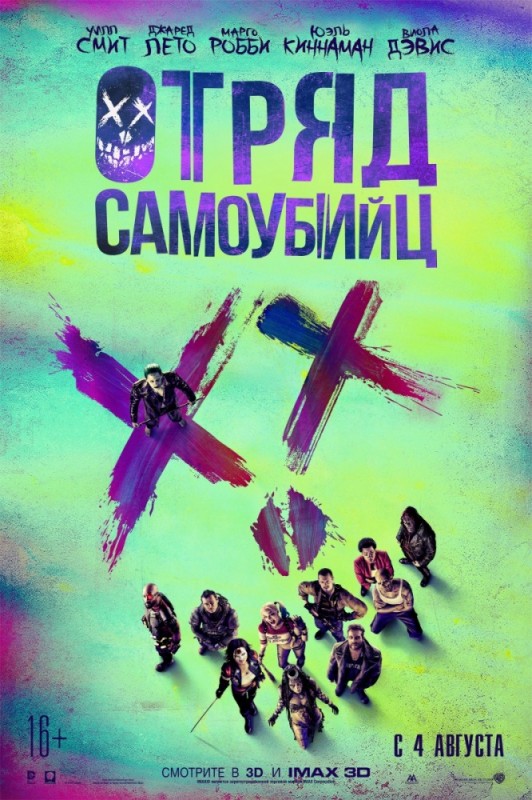 УИЛЛ ДЖАРЕД МАРГО ЮЭЛЬ ВИОЛА
СМИТ ЛЕТО РОББИ КИННАМАН ДЭВИС
ОТРЯД
САМОУБИЙЦ
16+
С 4 АВГУСТА
СМОТРИТЕ В 3D И IMAX 3D